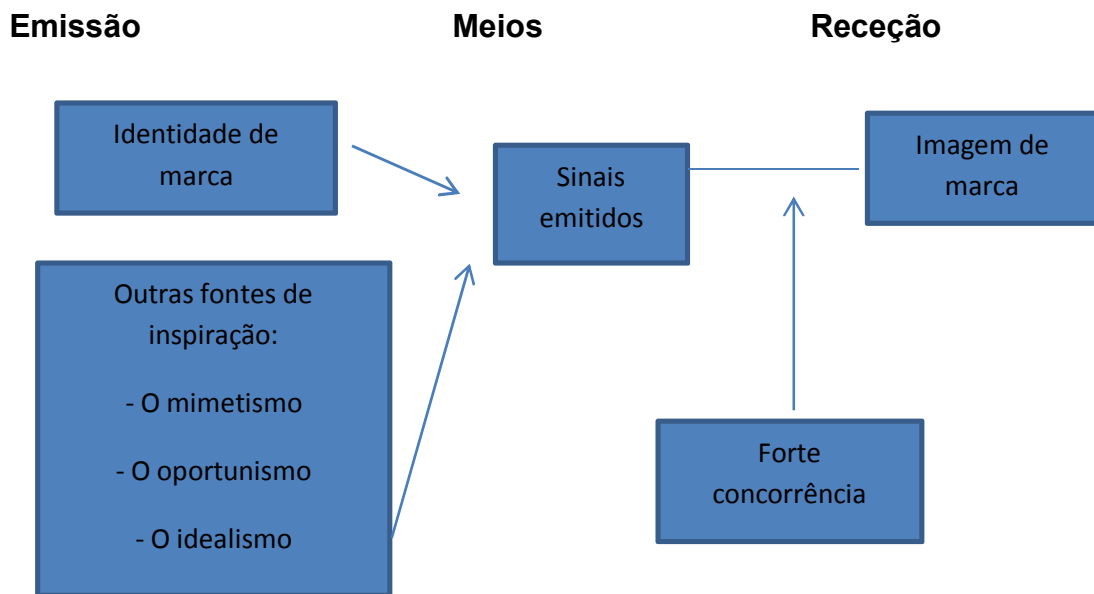 Emissão
Meios
Receção
Identidade de
marca
Sinais
emitidos
Imagem de
marca
Outras fontes de
inspiração:
- O mimetismo
- O oportunismo
- O idealismo
Forte
concorrência